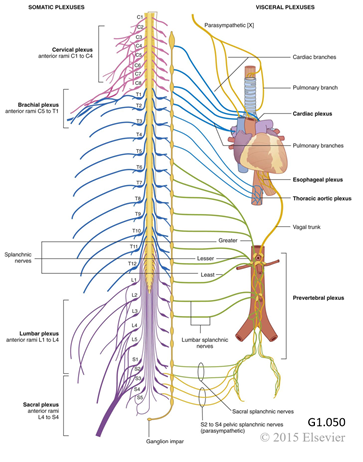 SOMATIC PLEXUSES
VISCERAL PLEXUSES
C1
C2
C3
C4
C5
C6
C7
C8
T1
T2
T3
T4
T5
T6
T7
T8
T9
T10
T11
T12
L1
L2
L3
L4
L5
S1
S2
S3
S4
S5
Cervical plexus
anterior rami C1 to C4
Brachial plexus
anterior rami C5 to T1
Splanchnic
nerves
Lumbar plexus
anterior rami L1 to L4
Sacral plexus
anterior rami
L4 to S4
Parasympathetic [X]
Cardiac branches
Pulmonary branch
Cardiac plexus
Pulmonary branches
Esophageal plexus
Thoracic aortic plexus
Vagal trunk
Greater
Lesser
Least
Prevertebral plexus
Lumbar splanchnic
nerves
Sacral splanchnic nerves
S2 to S4 pelvic splanchnic nerves
(parasympathetic)
Ganglion impar
G1.050
© 2015 Elsevier